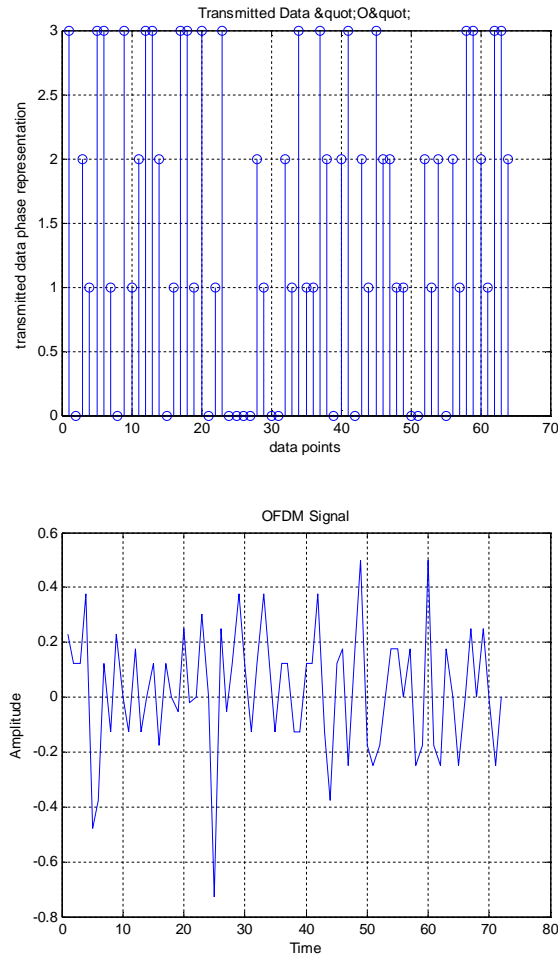 Transmitted Data &quot;O&quot;
3
2.5
2
1.5
1
0.5
0
transmitted data phase representation
0 10 20 30 40 50 60 70
data points
OFDM Signal
0.6
0.4
0.2
0
-0.2
-0.4
-0.6
-0.8
Amplitude
0 10 20 30 40 50 60 70 80
Time